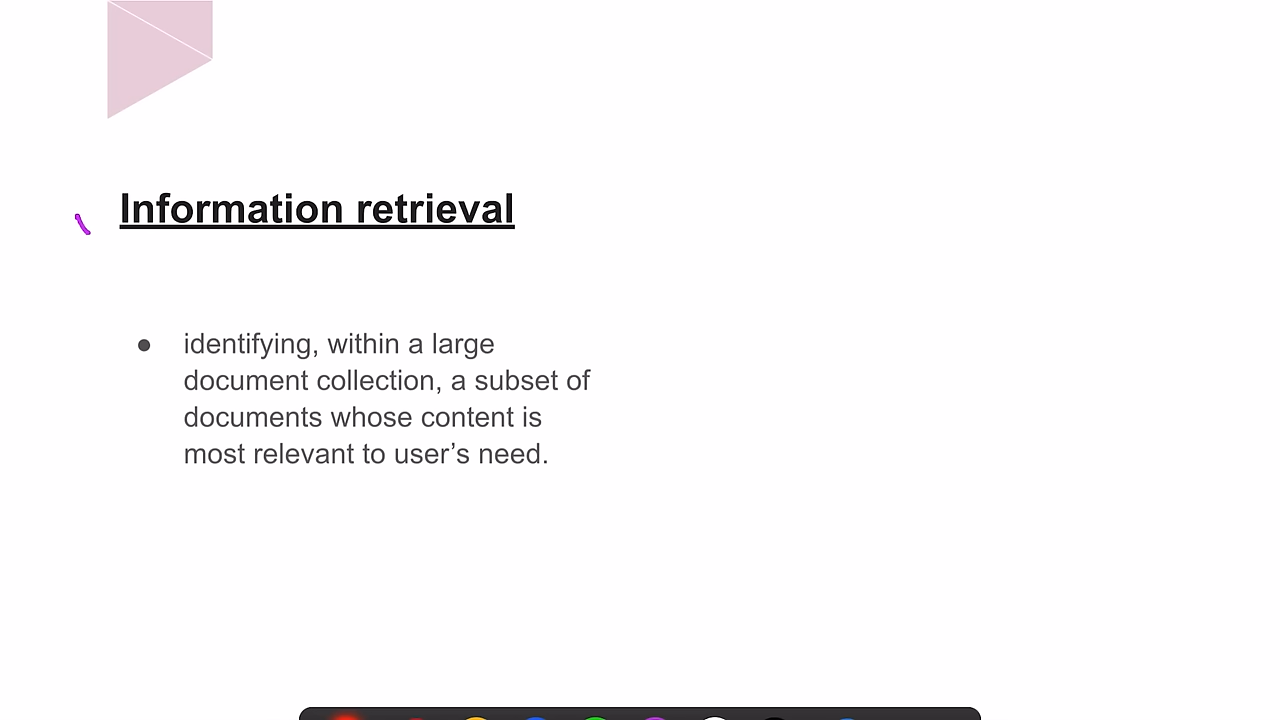 Information retrieval
● identifying, within a large
document collection, a subset of
documents whose content is
most relevant to user’s need.